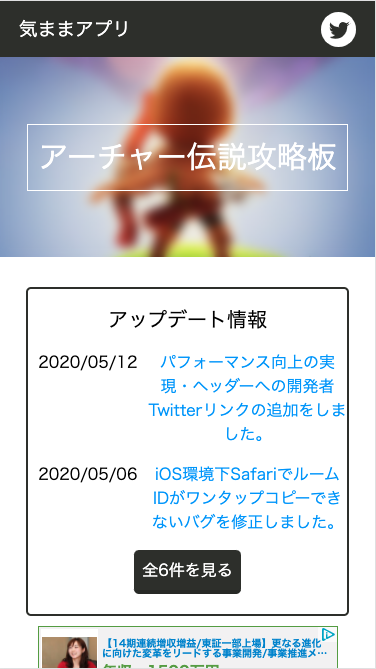 気ままアプリ
アーチャー伝説攻略板
アップデート情報
2020/05/12
パフォーマンス向上の実
現・ヘッダーへの開発者
Twitterリンクの追加をしま
した。
2020/05/06
iOS環境下Safariでルーム
IDがワンタップコピーでき
ないバグを修正しました。
全6件を見る
【14期連続増収増益/東証一部上場】更なる進化
に向けた変革をリードする事業開発/事業推進メ…